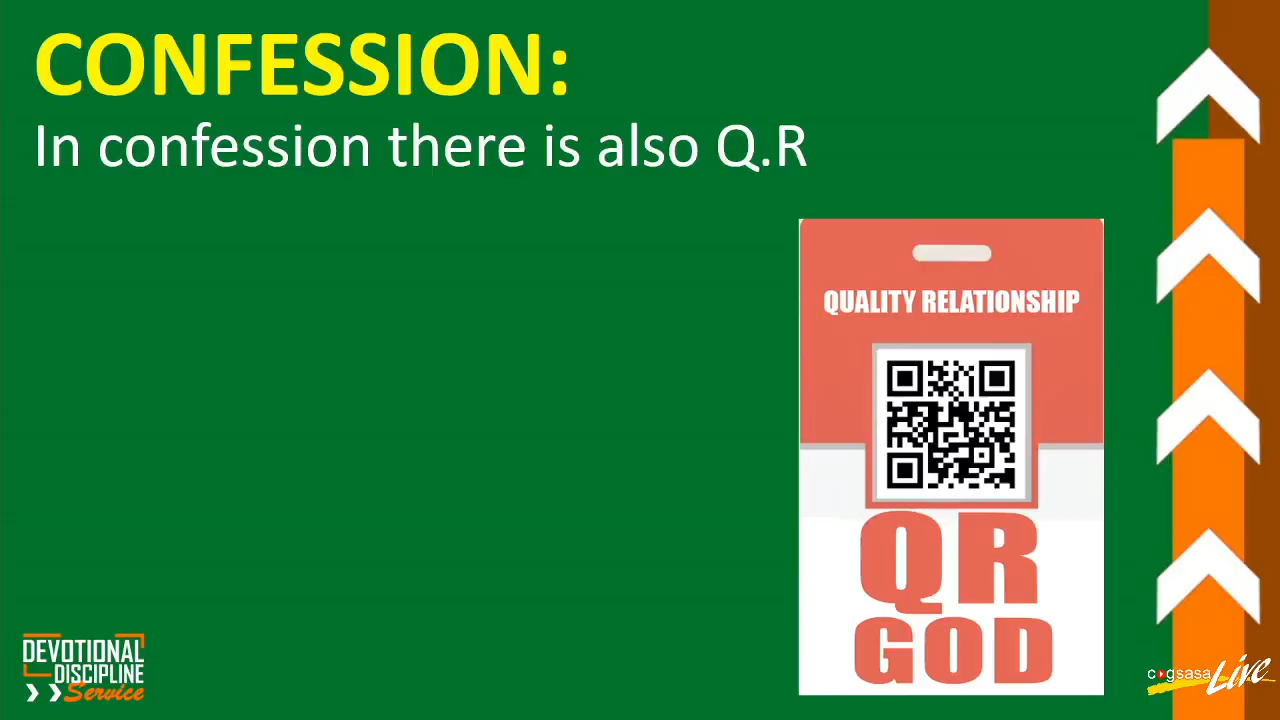 CONFESSION:
In confession there is also Q.R
QUALITY RELATIONSHIP
QR
GOD
DEVOTIONAL
DISCIPLINE
Service
cogsasa Live